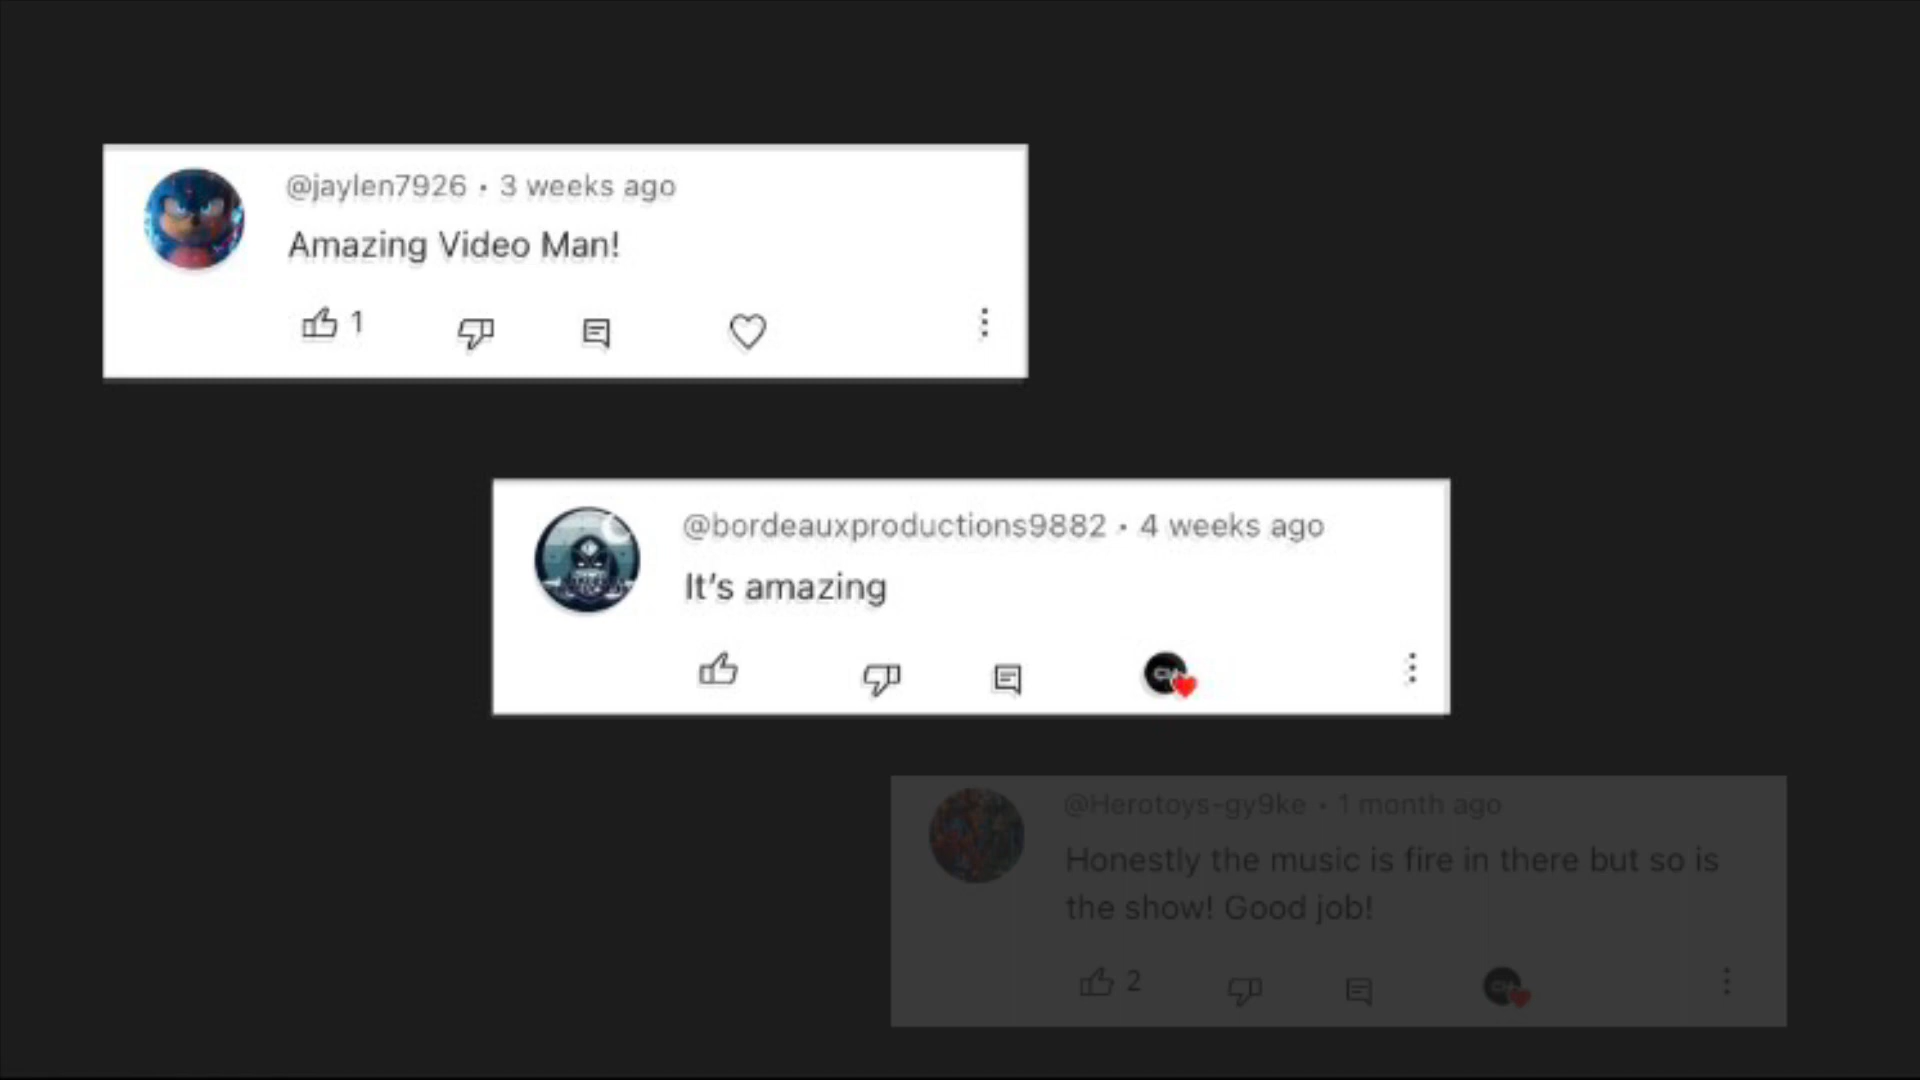 @jaylen7926 • 3 weeks ago
Amazing Video Man!
1
@bordeauxproductions9882 • 4 weeks ago
It's amazing
@Herotoys-gy9ke • 1 month ago
Honestly the music is fire in there but so is
the show! Good job!
2